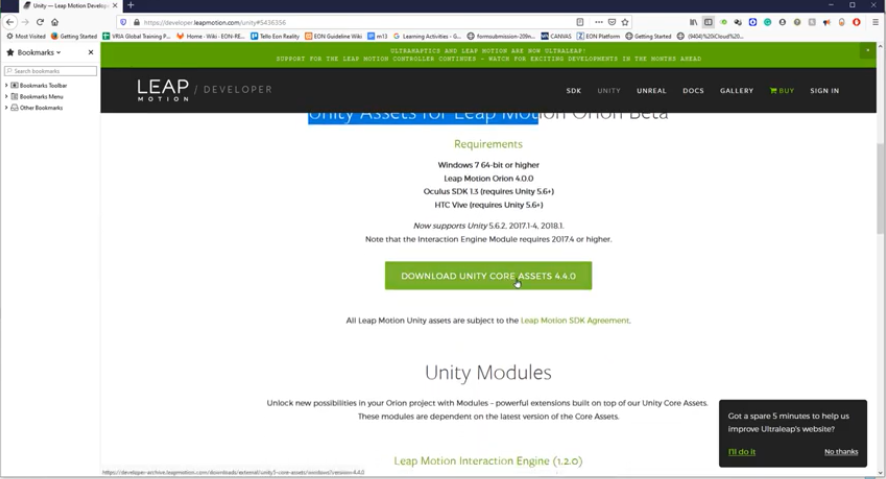 Unity — Leap Motion Develop
https://developer.leapmotion.com/unity#5436356
Most Visited Getting Started VRIA Global Training P... Home - Wiki - EON-RE... Tello Eon Reality EON Guideline Wiki m13 Learning Activities - G... formsubmission-20n... CANVAS EON Platform Getting Started (9404)%20Cloud%20...
Bookmarks
Search bookmarks
Bookmarks Toolbar
Bookmarks Menu
Other Bookmarks
ULTRAHAPTICS AND LEAP MOTION ARE NOW ULTRALEAP!
SUPPORT FOR THE LEAP MOTION CONTROLLER CONTINUES – WATCH FOR EXCITING DEVELOPMENTS IN THE MONTHS AHEAD
LEAP MOTION / DEVELOPER
SDK UNITY UNREAL DOCS GALLERY BUY SIGN IN
Unity Assets for Leap Motion Orion Beta
Requirements
Windows 7 64-bit or higher
Leap Motion Orion 4.0.0
Oculus SDK 1.3 (requires Unity 5.6+)
HTC Vive (requires Unity 5.6+)
Now supports Unity 5.6.2, 2017.1-4, 2018.1.
Note that the Interaction Engine Module requires 2017.4 or higher.
DOWNLOAD UNITY CORE ASSETS 4.4.0
All Leap Motion Unity assets are subject to the Leap Motion SDK Agreement.
Unity Modules
Unlock new possibilities in your Orion project with Modules – powerful extensions built on top of our Unity Core Assets.
These modules are dependent on the latest version of the Core Assets.
Leap Motion Interaction Engine (1.2.0)
Got a spare 5 minutes to help us
improve Ultraleap's website?
I'll do it No thanks
https://developer-archive.leapmotion.com/downloads/external/unity5-core-assets/windows?version=4.4.0